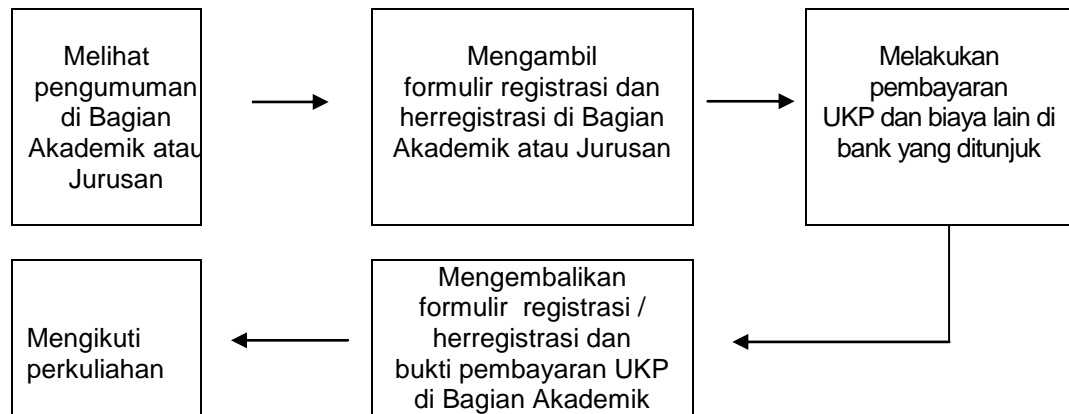 Melihat
pengumuman
di Bagian
Akademik atau
Jurusan
Mengambil
formulir registrasi dan
herregistrasi di Bagian
Akademik atau Jurusan
Melakukan
pembayaran
UKP dan biaya lain di
bank yang ditunjuk
Mengembalikan
formulir registrasi /
herregistrasi dan
bukti pembayaran UKP
di Bagian Akademik
Mengikuti
perkuliahan